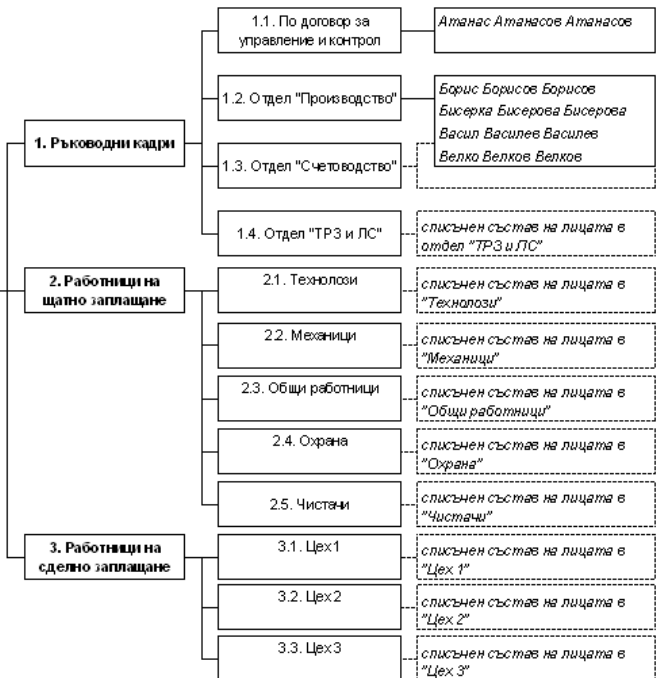 1.1. По договор за
управление и контрол
Атанас Атанасов Атанасов
1.2. Отдел "Производство"
Борис Борисов Борисов
Бисерка Бисерова Бисерова
Васил Василев Василев
Велко Велков Велков
1. Ръководни кадри
1.3. Отдел "Счетоводство"
1.4. Отдел "ТРЗ и ЛС"
списъчен състав на лицата в
отдел "ТРЗ и ЛС"
2. Работници на
щатно заплащане
2.1. Технолози
списъчен състав на лицата в
"Технолози"
2.2. Механици
списъчен състав на лицата в
"Механици"
2.3. Общи работници
списъчен състав на лицата в
"Общи работници"
2.4. Охрана
списъчен състав на лицата в
"Охрана"
2.5. Чистачи
списъчен състав на лицата в
"Чистачи"
3. Работници на
сделно заплащане
3.1. Цех 1
списъчен състав на лицата в
"Цех 1"
3.2. Цех 2
списъчен състав на лицата в
"Цех 2"
3.3. Цех 3
списъчен състав на лицата в
"Цех 3"